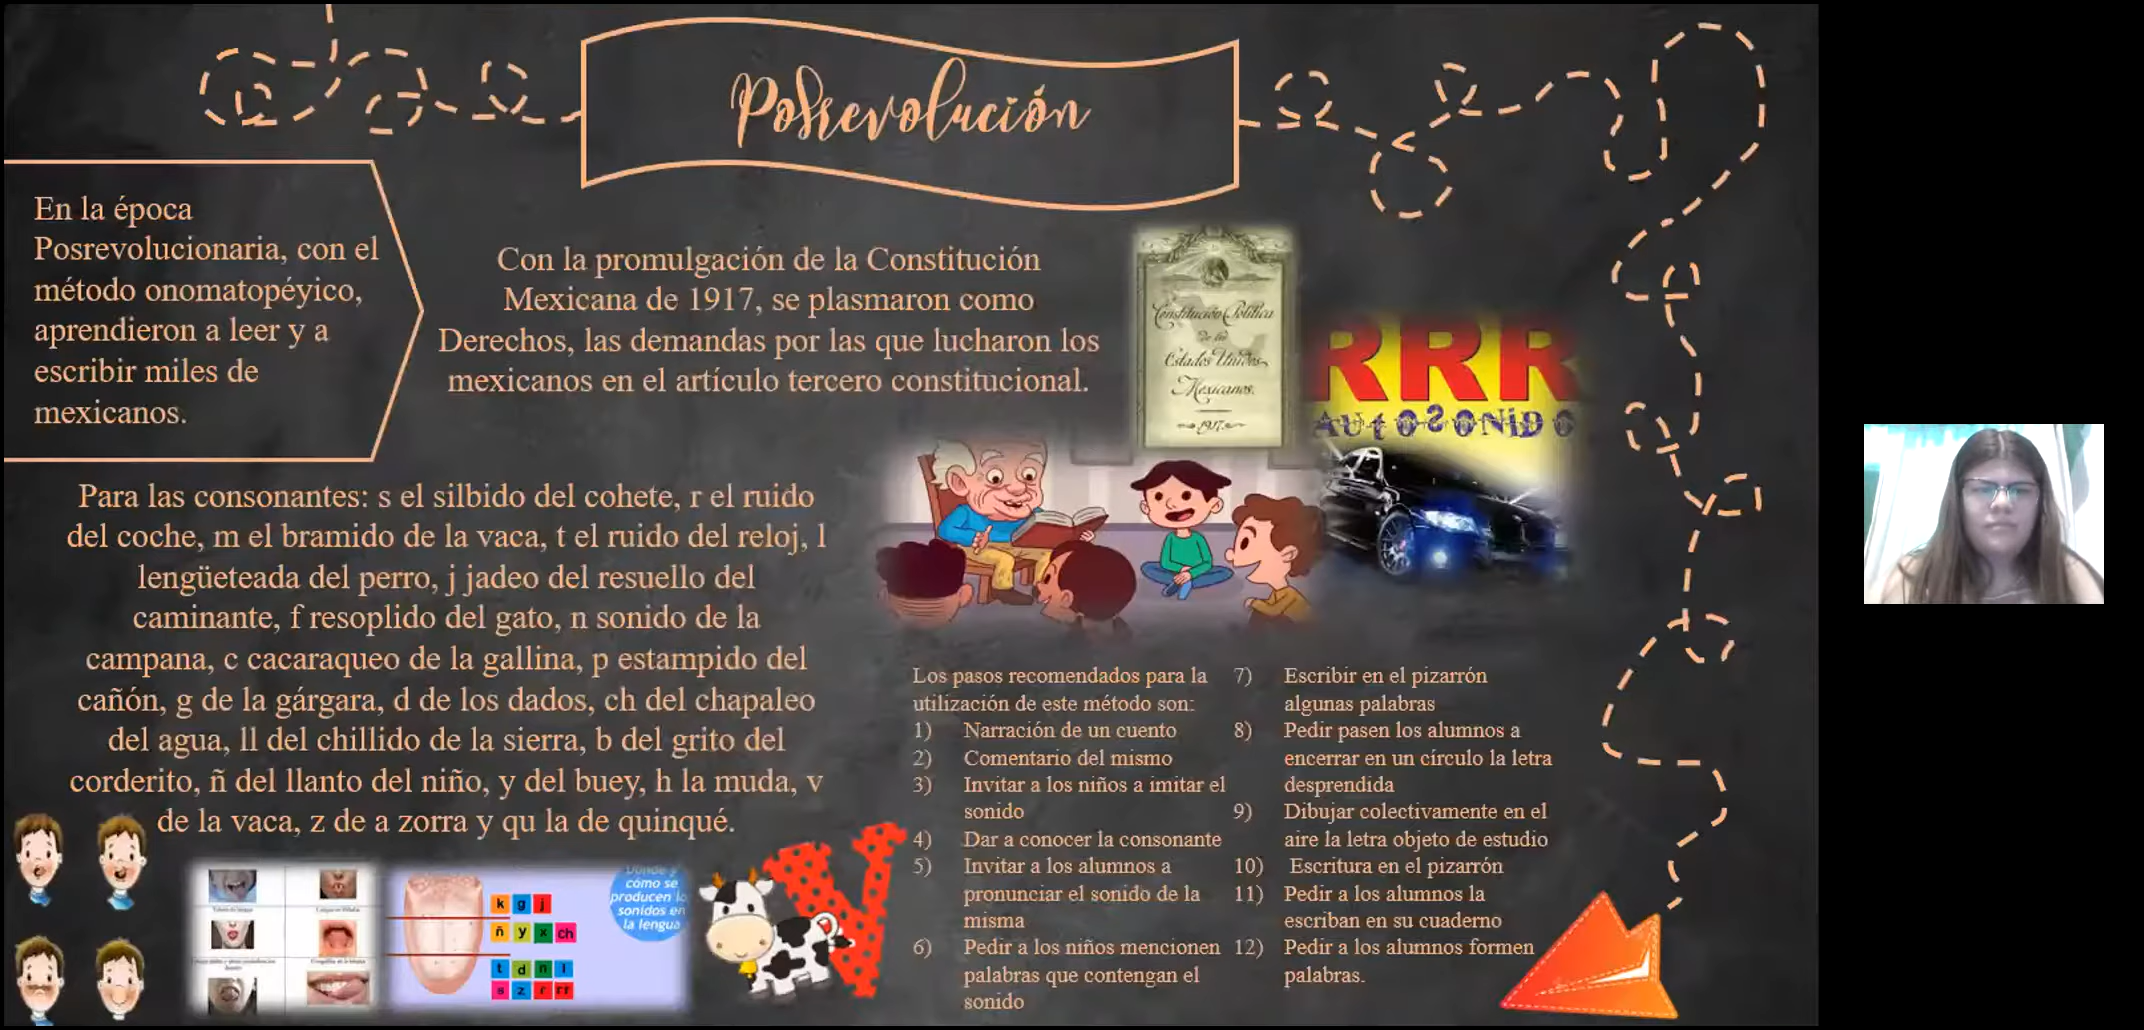 Posrevolución
En la época
Posrevolucionaria, con el
método onomatopéyico,
aprendieron a leer y a
escribir miles de
mexicanos.
Con la promulgación de la Constitución
Mexicana de 1917, se plasmaron como
Derechos, las demandas por las que lucharon los
mexicanos en el artículo tercero constitucional.
Constitución Política
de los
Estados Unidos
Mexicanos.
1917.
RRR
AUtOSONiDO
Para las consonantes: s el silbido del cohete, r el ruido
del coche, m el bramido de la vaca, t el ruido del reloj, l
lengüeteada del perro, j jadeo del resuello del
caminante, f resoplido del gato, n sonido de la
campana, c cacaraqueo de la gallina, p estampido del
cañón, g de la gárgara, d de los dados, ch del chapaleo
del agua, ll del chillido de la sierra, b del grito del
corderito, ñ del llanto del niño, y del buey, h la muda, v
de la vaca, z de a zorra y qu la de quinqué.
Los pasos recomendados para la
utilización de este método son:
1) Narración de un cuento
2) Comentario del mismo
3) Invitar a los niños a imitar el
sonido
4) Dar a conocer la consonante
5) Invitar a los alumnos a
pronunciar el sonido de la
misma
6) Pedir a los niños mencionen
palabras que contengan el
sonido
7) Escribir en el pizarrón
algunas palabras
8) Pedir pasen los alumnos a
encerrar en un círculo la letra
desprendida
9) Dibujar colectivamente en el
aire la letra objeto de estudio
10) Escritura en el pizarrón
11) Pedir a los alumnos la
escriban en su cuaderno
12) Pedir a los alumnos formen
palabras.
cómo se
producen lo
sonidos en
la lengua
k g j
ñ y x ch
t d n l
s z r rr
V